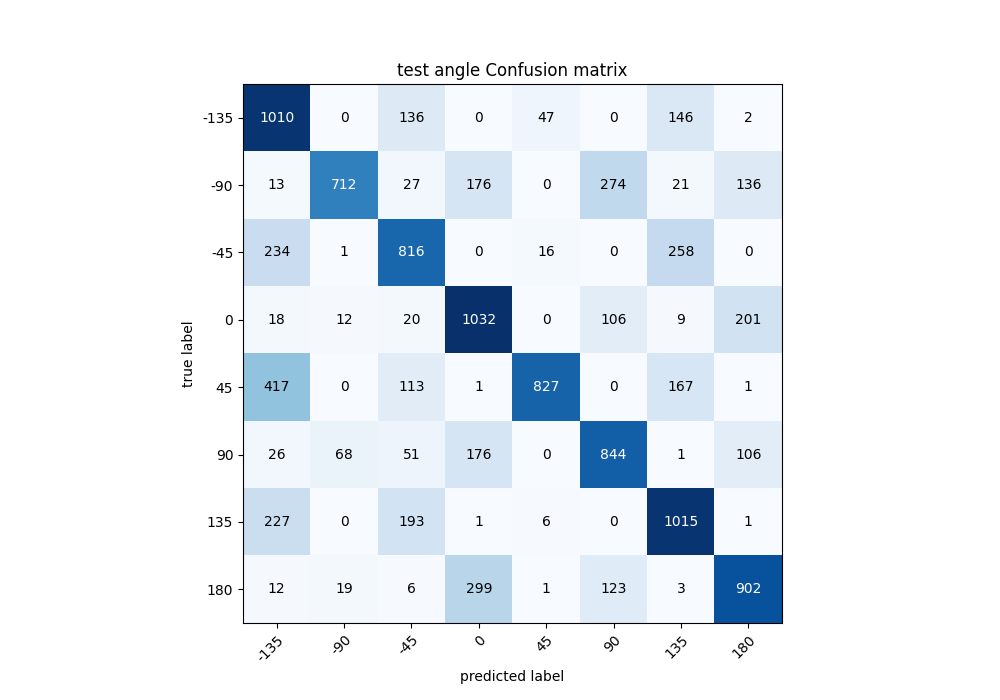 test angle Confusion matrix
true label
-135 1010 0 136 0 47 0 146 2
-90 13 712 27 176 0 274 21 136
-45 234 1 816 0 16 0 258 0
0 18 12 20 1032 0 106 9 201
45 417 0 113 1 827 0 167 1
90 26 68 51 176 0 844 1 106
135 227 0 193 1 6 0 1015 1
180 12 19 6 299 1 123 3 902
-135 -90 -45 0 45 90 135 180
predicted label